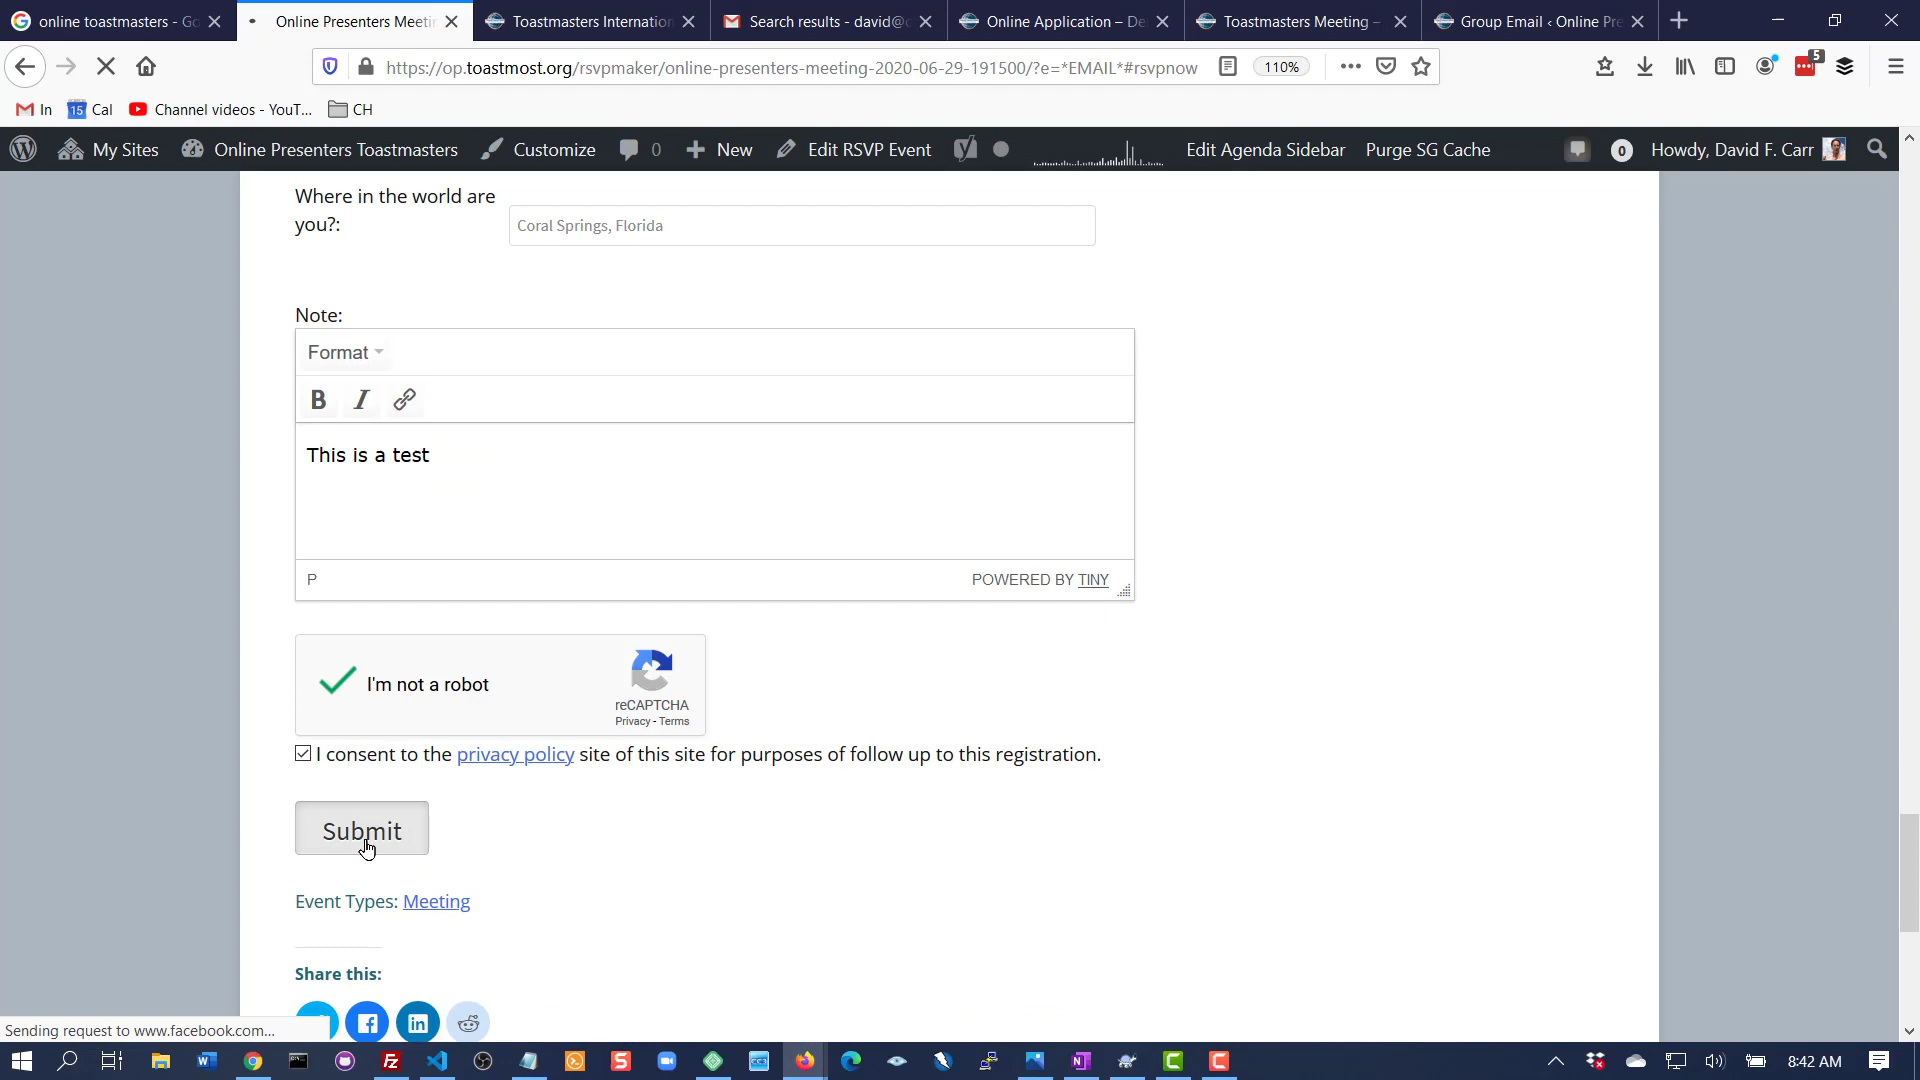 online toastmasters - Go
Online Presenters Meetin
Toastmasters Internation
Search results - david@c
Online Application – De
Toastmasters Meeting –
Group Email ‹ Online Pre
https://op.toastmost.org/rsvpmaker/online-presenters-meeting-2020-06-29-191500/?e=*EMAIL*#rsvpnow
110%
5
In
15 Cal
Channel videos - YouT...
CH
My Sites
Online Presenters Toastmasters
Customize
0
New
Edit RSVP Event
Edit Agenda Sidebar
Purge SG Cache
0
Howdy, David F. Carr
Where in the world are
you?:
Coral Springs, Florida
Note:
Format
B I
This is a test
P
POWERED BY TINY
I'm not a robot
reCAPTCHA
Privacy - Terms
I consent to the privacy policy site of this site for purposes of follow up to this registration.
Submit
Event Types: Meeting
Share this:
Sending request to www.facebook.com...
8:42 AM